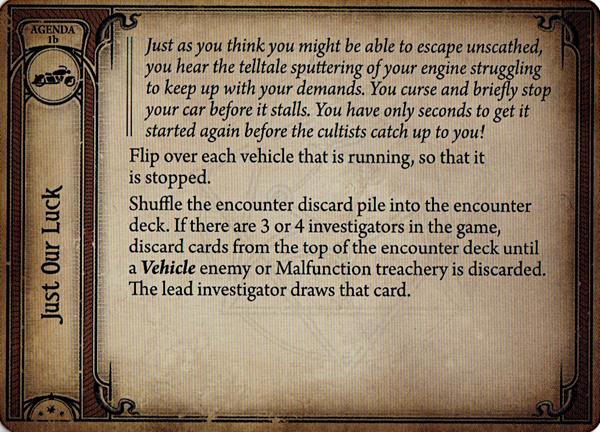 AGENDA
1b
Just Our Luck
Just as you think you might be able to escape unscathed,
you hear the telltale sputtering of your engine struggling
to keep up with your demands. You curse and briefly stop
your car before it stalls. You have only seconds to get it
started again before the cultists catch up to you!
Flip over each vehicle that is running, so that it
is stopped.
Shuffle the encounter discard pile into the encounter
deck. If there are 3 or 4 investigators in the game,
discard cards from the top of the encounter deck until
a Vehicle enemy or Malfunction treachery is discarded.
The lead investigator draws that card.